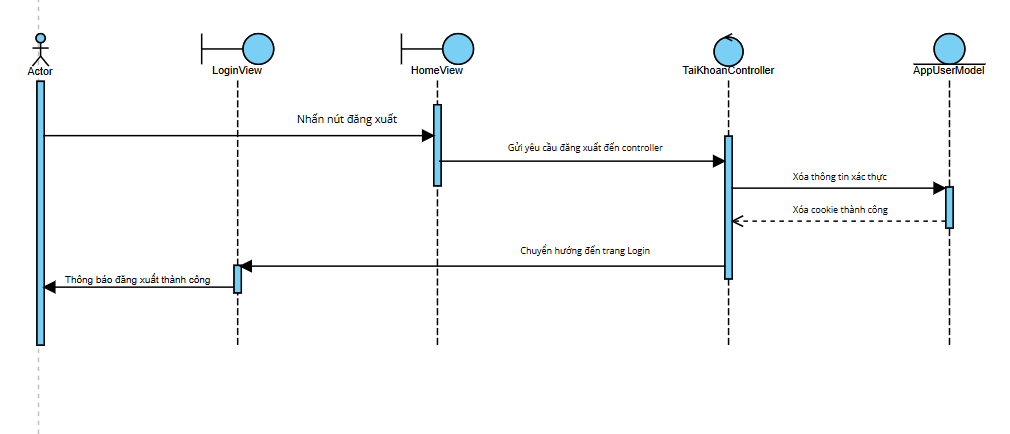 Actor
LoginView
HomeView
TaiKhoanController
AppUserModel
Nhấn nút đăng xuất
Gửi yêu cầu đăng xuất đến controller
Xóa thông tin xác thực
Xóa cookie thành công
Chuyển hướng đến trang Login
Thông báo đăng xuất thành công